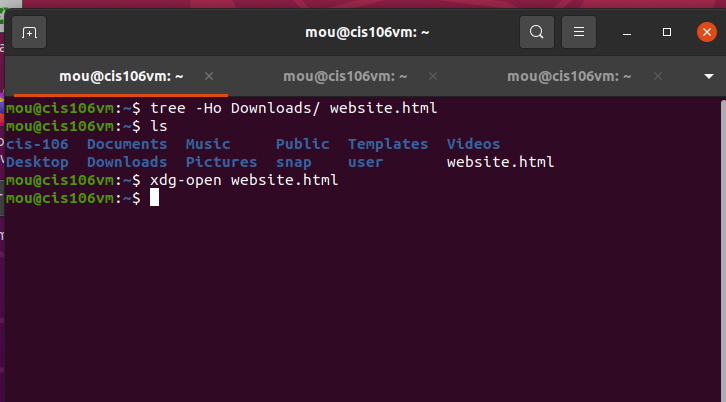 mou@cis106vm: ~
mou@cis106vm: ~ × mou@cis106vm: ~ × mou@cis106vm: ~ ×
mou@cis106vm:~$ tree -Ho Downloads/ website.html
mou@cis106vm:~$ ls
cis-106 Documents Music Public Templates Videos
Desktop Downloads Pictures snap user website.html
mou@cis106vm:~$ xdg-open website.html
mou@cis106vm:~$